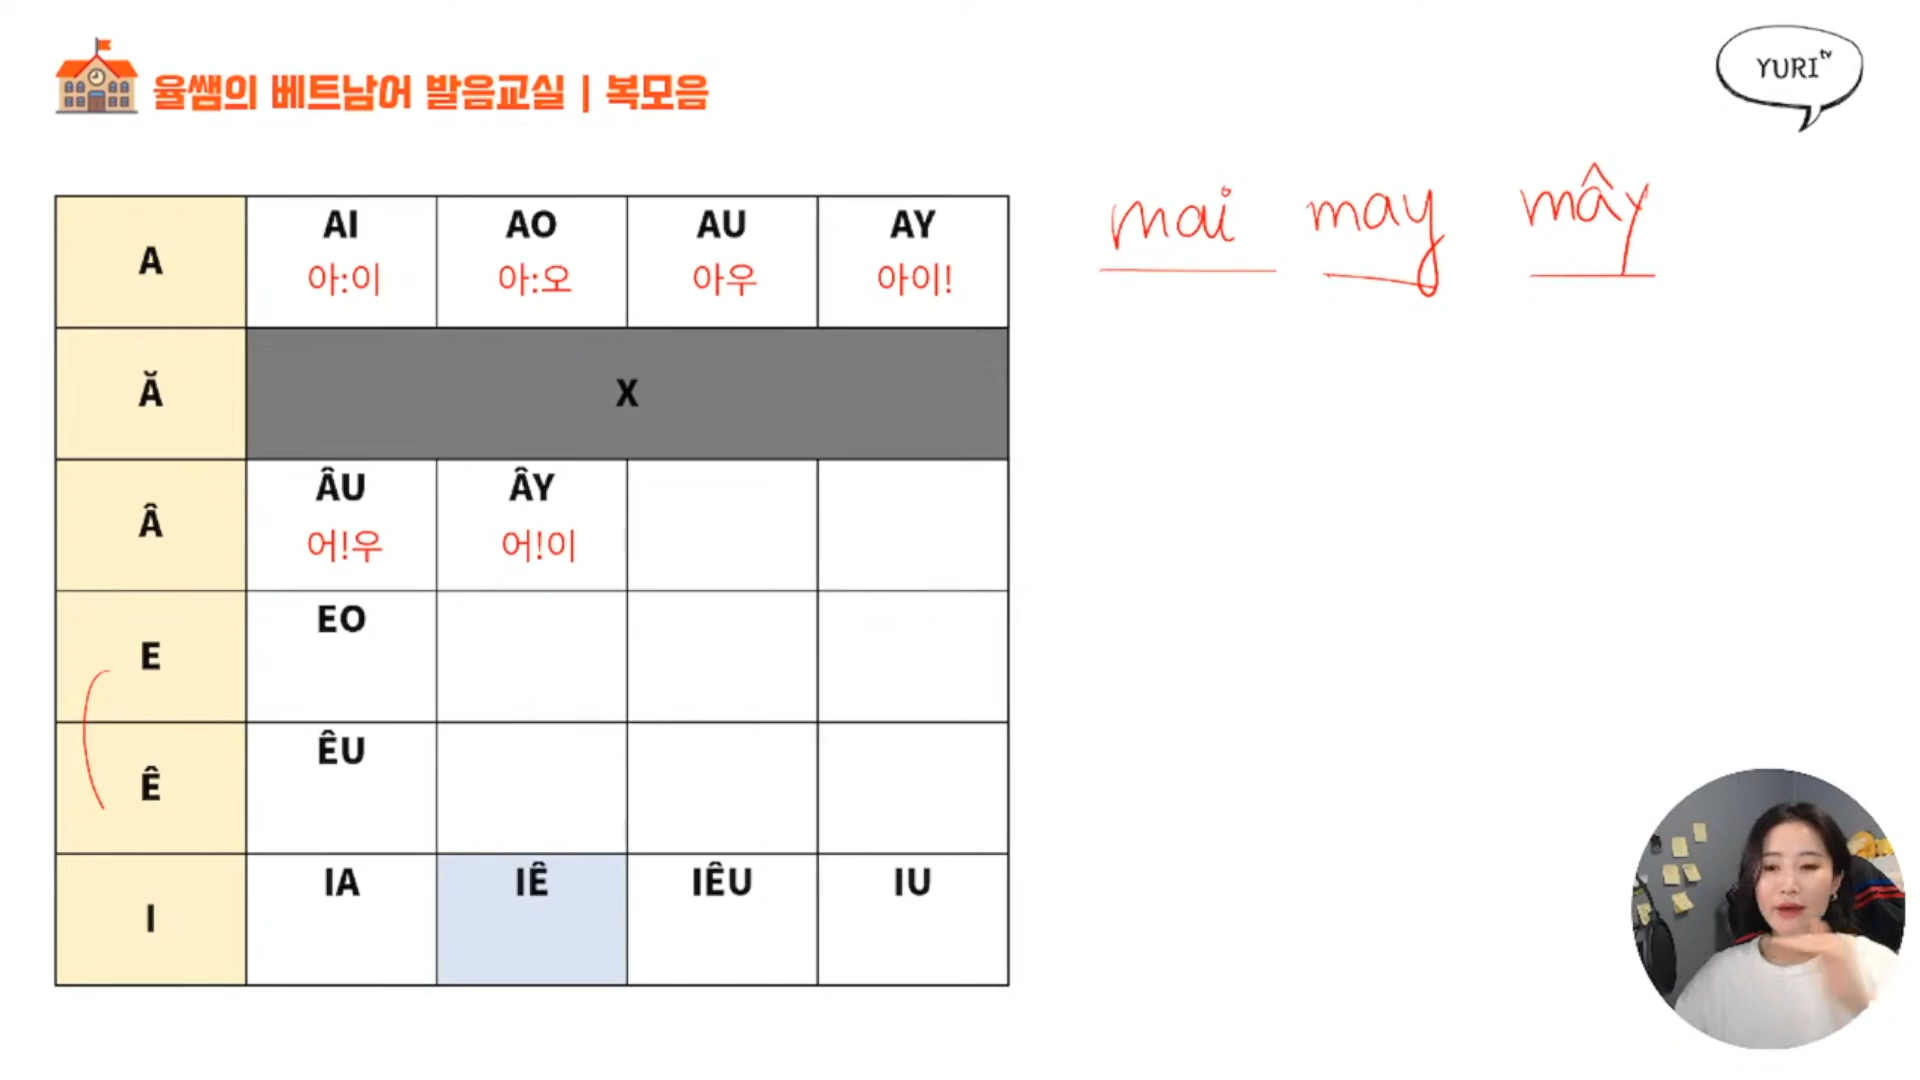 율쌤의 베트남어 발음교실 | 복모음
YURI tv
mai may mây
A AI AO AU AY
아:이 아:오 아우 아이!
Ă X
Â ÂU ÂY
어!우 어!이
E EO
Ê ÊU
I IA IÊ IÊU IU